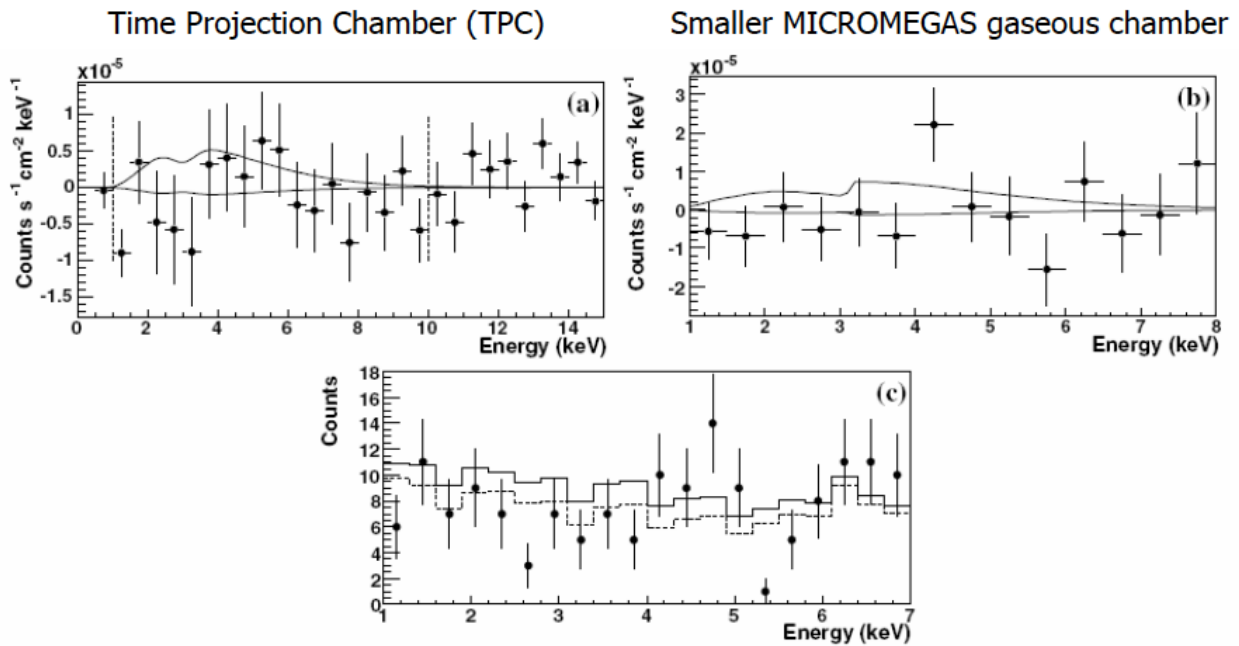 Time Projection Chamber (TPC)
Smaller MICROMEGAS gaseous chamber
×10⁻⁵
(a)
Counts s⁻¹ cm⁻² keV⁻¹
1
0.5
0
-0.5
-1
-1.5
0 2 4 6 8 10 12 14
Energy (keV)
×10⁻⁵
(b)
Counts s⁻¹ cm⁻² keV⁻¹
3
2
1
0
-1
-2
1 2 3 4 5 6 7 8
Energy (keV)
(c)
Counts
18
16
14
12
10
8
6
4
2
0
1 2 3 4 5 6 7
Energy (keV)